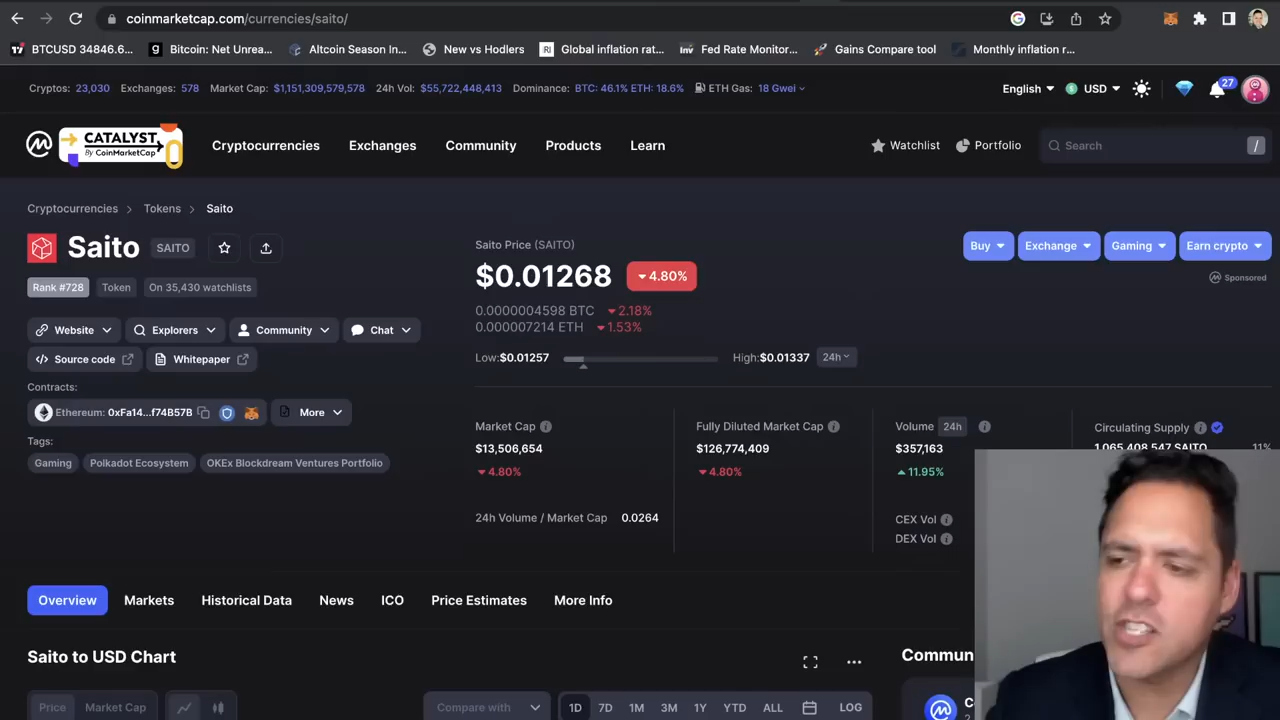 coinmarketcap.com/currencies/saito/
BTCUSD 34846.6... Bitcoin: Net Unrea... Altcoin Season In... New vs Hodlers Global inflation rat... Fed Rate Monitor... Gains Compare tool Monthly inflation r...
Cryptos: 23,030 Exchanges: 578 Market Cap: $1,151,309,579,578 24h Vol: $55,722,448,413 Dominance: BTC: 46.1% ETH: 18.6% ETH Gas: 18 Gwei English USD 27
CATALYST
By CoinMarketCap
Cryptocurrencies Exchanges Community Products Learn Watchlist Portfolio Search /
Cryptocurrencies > Tokens > Saito
Saito SAITO
Rank #728 Token On 35,430 watchlists
Website Explorers Community Chat
Source code Whitepaper
Contracts:
Ethereum: 0xFa14...f74B57B More
Tags:
Gaming Polkadot Ecosystem OKEx Blockdream Ventures Portfolio
Saito Price (SAITO)
$0.01268 4.80%
0.0000004598 BTC 2.18%
0.000007214 ETH 1.53%
Low:$0.01257 High:$0.01337 24h
Buy Exchange Gaming Earn crypto
Sponsored
Market Cap
$13,506,654
4.80%
24h Volume / Market Cap 0.0264
Fully Diluted Market Cap
$126,774,409
4.80%
Volume 24h
$357,163
11.95%
CEX Vol
DEX Vol
Circulating Supply
1,065,408,547 SAITO 11%
Overview Markets Historical Data News ICO Price Estimates More Info
Saito to USD Chart
Price Market Cap Compare with 1D 7D 1M 3M 1Y YTD ALL LOG
Commun